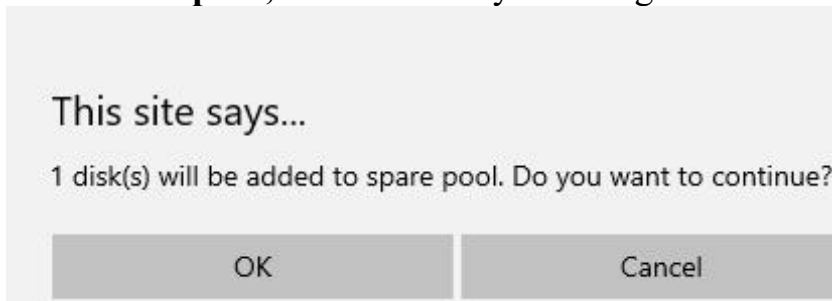 This site says...
1 disk(s) will be added to spare pool. Do you want to continue?
OK
Cancel